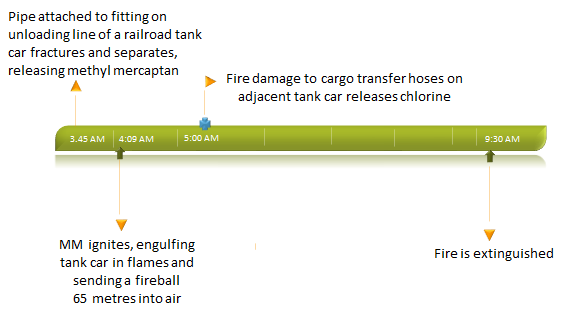 Pipe attached to fitting on
unloading line of a railroad tank
car fractures and separates,
releasing methyl mercaptan
Fire damage to cargo transfer hoses on
adjacent tank car releases chlorine
3.45 AM
4:09 AM
5:00 AM
9:30 AM
MM ignites, engulfing
tank car in flames and
sending a fireball
65 metres into air
Fire is extinguished